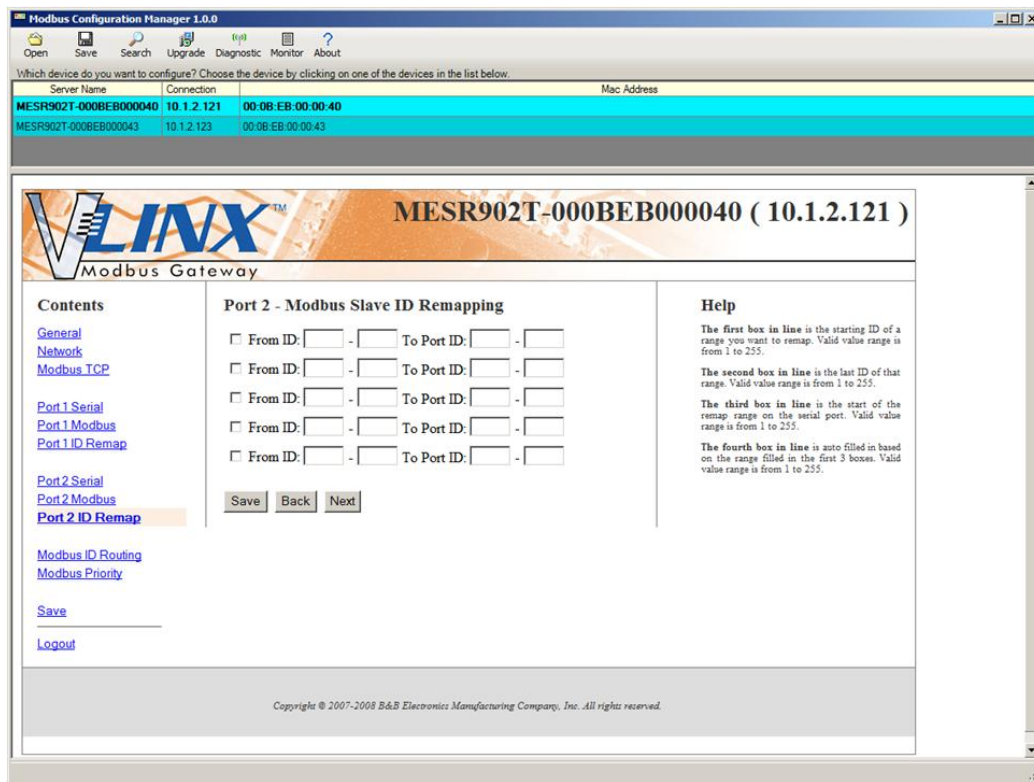 Modbus Configuration Manager 1.0.0
Open Save Search Upgrade Diagnostic Monitor About
Which device do you want to configure? Choose the device by clicking on one of the devices in the list below.
Server Name Connection Mac Address
MESR902T-000BEB000040 10.1.2.121 00:0B:EB:00:00:40
MESR902T-000BEB000043 10.1.2.123 00:0B:EB:00:00:43
VLINX™
Modbus Gateway
MESR902T-000BEB000040 ( 10.1.2.121 )
Contents
General
Network
Modbus TCP
Port 1 Serial
Port 1 Modbus
Port 1 ID Remap
Port 2 Serial
Port 2 Modbus
Port 2 ID Remap
Modbus ID Routing
Modbus Priority
Save
Logout
Port 2 - Modbus Slave ID Remapping
From ID: - To Port ID: -
From ID: - To Port ID: -
From ID: - To Port ID: -
From ID: - To Port ID: -
From ID: - To Port ID: -
Save Back Next
Help
The first box in line is the starting ID of a
range you want to remap. Valid value range is
from 1 to 255.
The second box in line is the last ID of that
range. Valid value range is from 1 to 255.
The third box in line is the start of the
remap range on the serial port. Valid value
range is from 1 to 255.
The fourth box in line is auto filled in based
on the range filled in the first 3 boxes. Valid
value range is from 1 to 255.
Copyright © 2007-2008 B&B Electronics Manufacturing Company, Inc. All rights reserved.